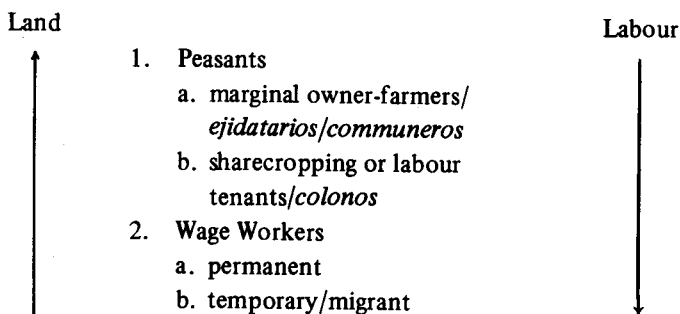 Land
Labour
1. Peasants
a. marginal owner-farmers/
ejidatarios/communeros
b. sharecropping or labour
tenants/colonos
2. Wage Workers
a. permanent
b. temporary/migrant